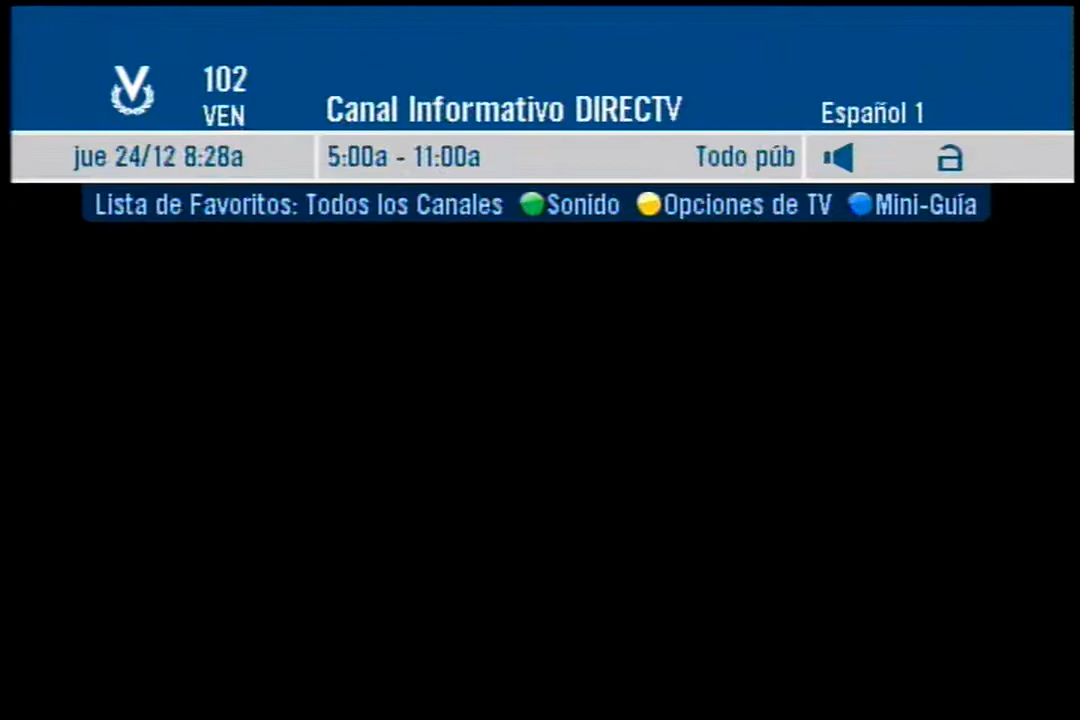 102
VEN
Canal Informativo DIRECTV
Español 1
jue 24/12 8:28a
5:00a - 11:00a
Todo púb
Lista de Favoritos: Todos los Canales Sonido Opciones de TV Mini-Guía